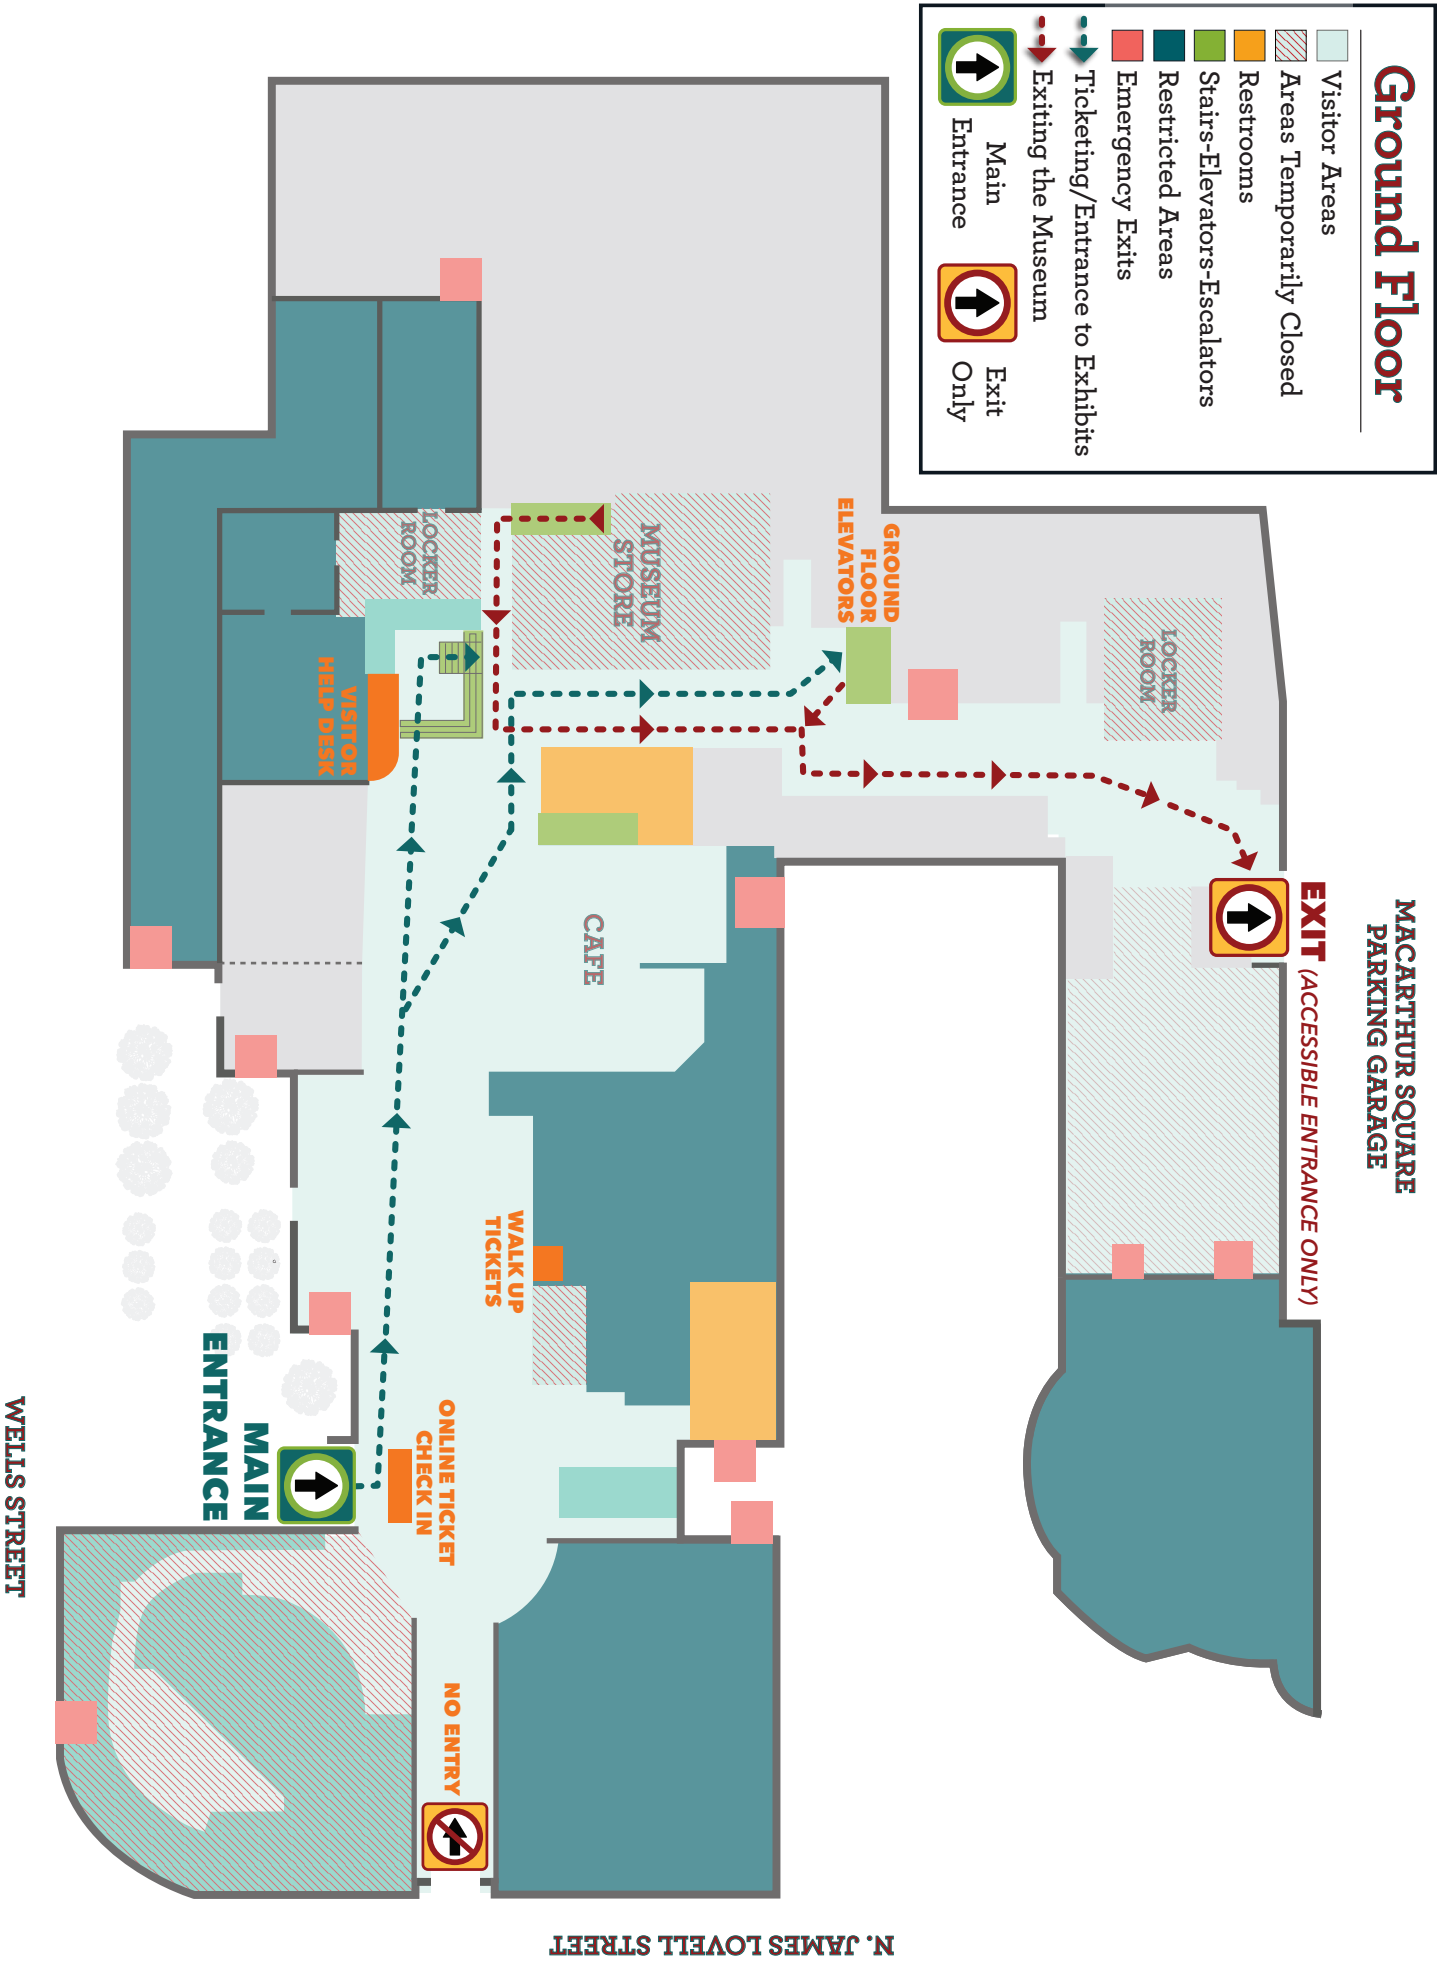 Ground Floor
Visitor Areas
Areas Temporarily Closed
Restrooms
Stairs-Elevators-Escalators
Restricted Areas
Emergency Exits
Ticketing/Entrance to Exhibits
Exiting the Museum
Main
Entrance
Exit
Only
MACARTHUR SQUARE
PARKING GARAGE
EXIT (ACCESSIBLE ENTRANCE ONLY)
LOCKER
ROOM
GROUND
FLOOR
ELEVATORS
MUSEUM
STORE
LOCKER
ROOM
VISITOR
HELP DESK
CAFE
WALK UP
TICKETS
ONLINE TICKET
CHECK IN
MAIN
ENTRANCE
NO ENTRY
WELLS STREET
N. JAMES LOVELL STREET